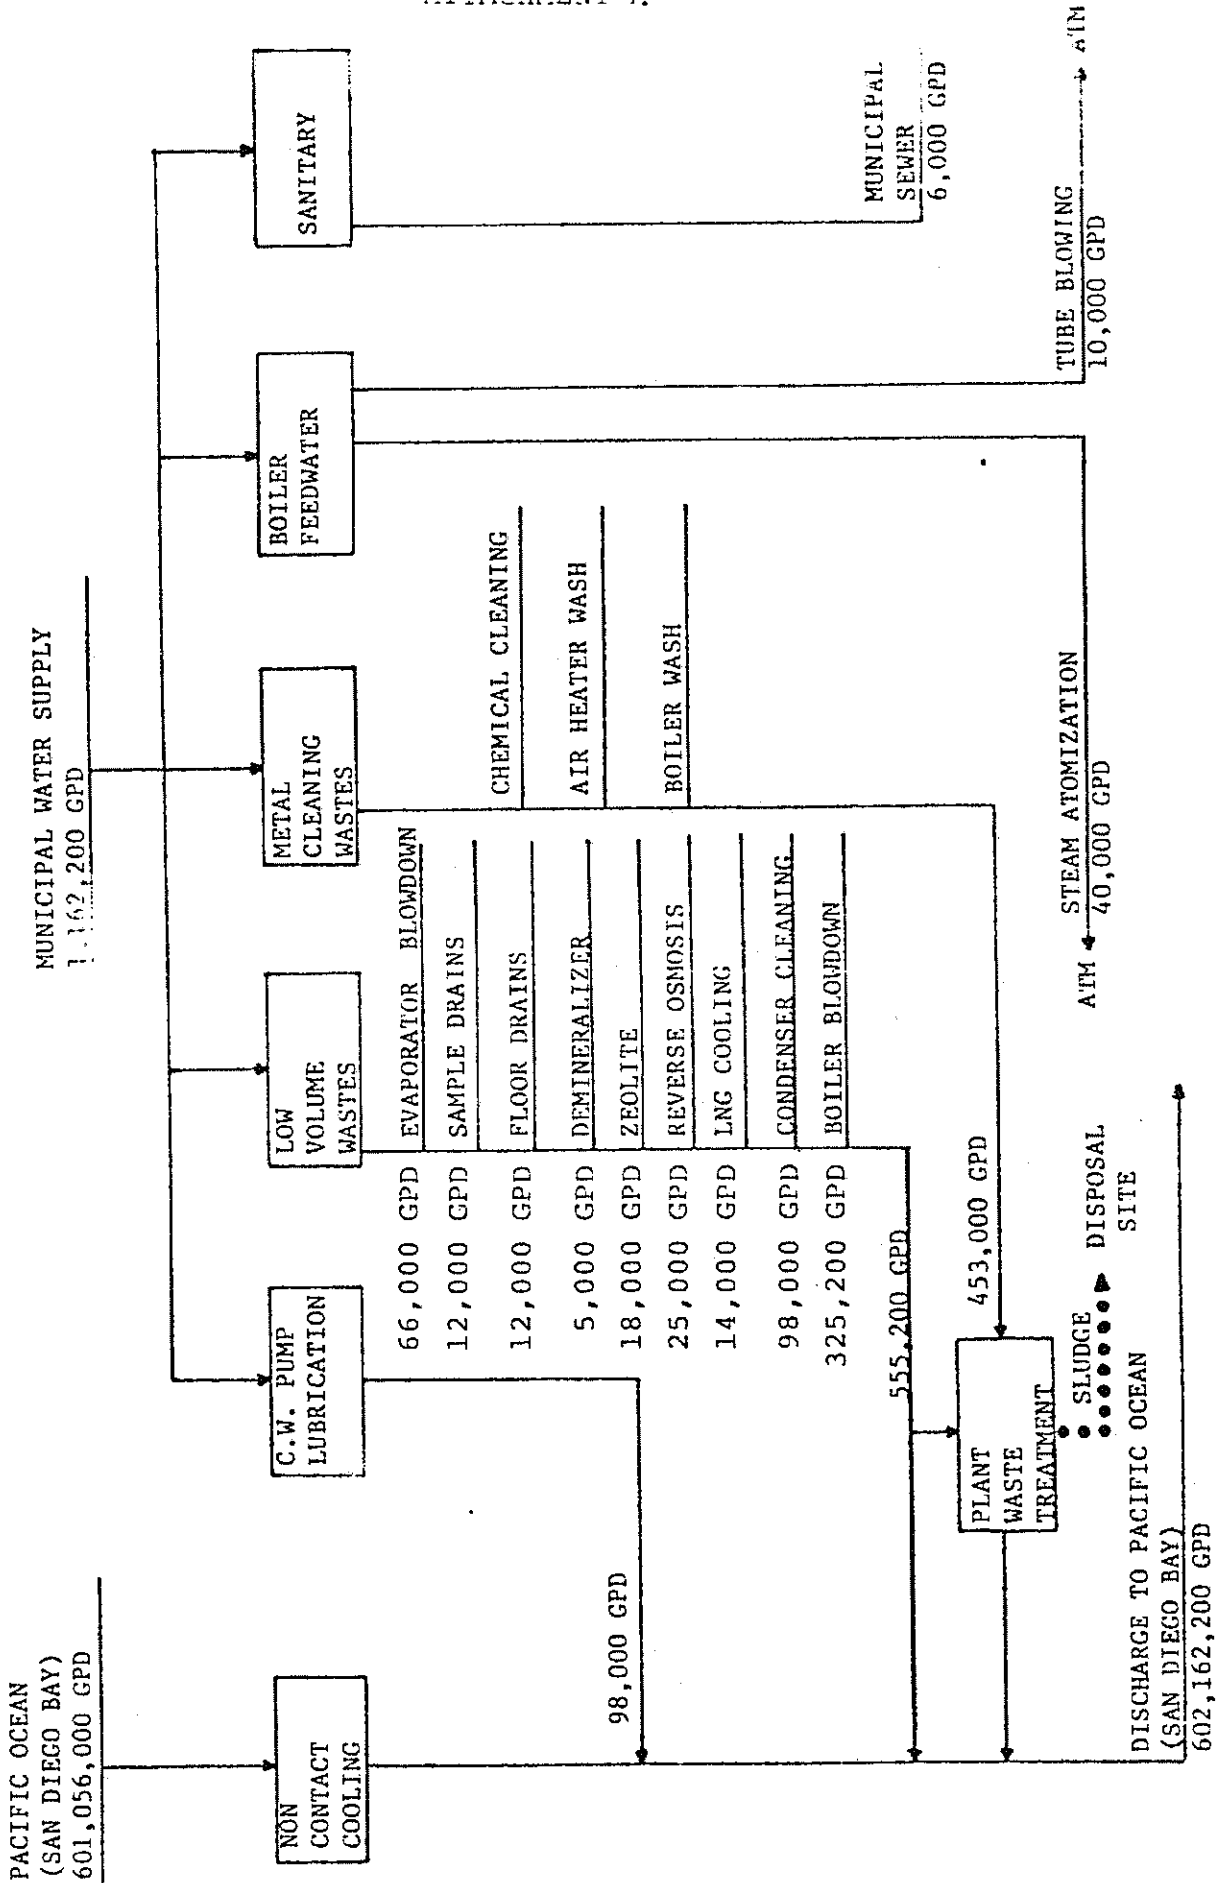 PACIFIC OCEAN
(SAN DIEGO BAY)
601,056,000 GPD
MUNICIPAL WATER SUPPLY
1,162,200 GPD
NON
CONTACT
COOLING
C.W. PUMP
LUBRICATION
LOW
VOLUME
WASTES
METAL
CLEANING
WASTES
BOILER
FEEDWATER
SANITARY
98,000 GPD
66,000 GPD EVAPORATOR BLOWDOWN
12,000 GPD SAMPLE DRAINS
12,000 GPD FLOOR DRAINS
5,000 GPD DEMINERALIZER
18,000 GPD ZEOLITE
25,000 GPD REVERSE OSMOSIS
14,000 GPD LNG COOLING
98,000 GPD CONDENSER CLEANING
325,200 GPD BOILER BLOWDOWN
555,200 GPD
CHEMICAL CLEANING
AIR HEATER WASH
BOILER WASH
453,000 GPD
MUNICIPAL
SEWER
6,000 GPD
PLANT
WASTE
TREATMENT
SLUDGE
DISPOSAL
SITE
ATM
STEAM ATOMIZATION
40,000 GPD
TUBE BLOWING
10,000 GPD
ATM
DISCHARGE TO PACIFIC OCEAN
(SAN DIEGO BAY)
602,162,200 GPD